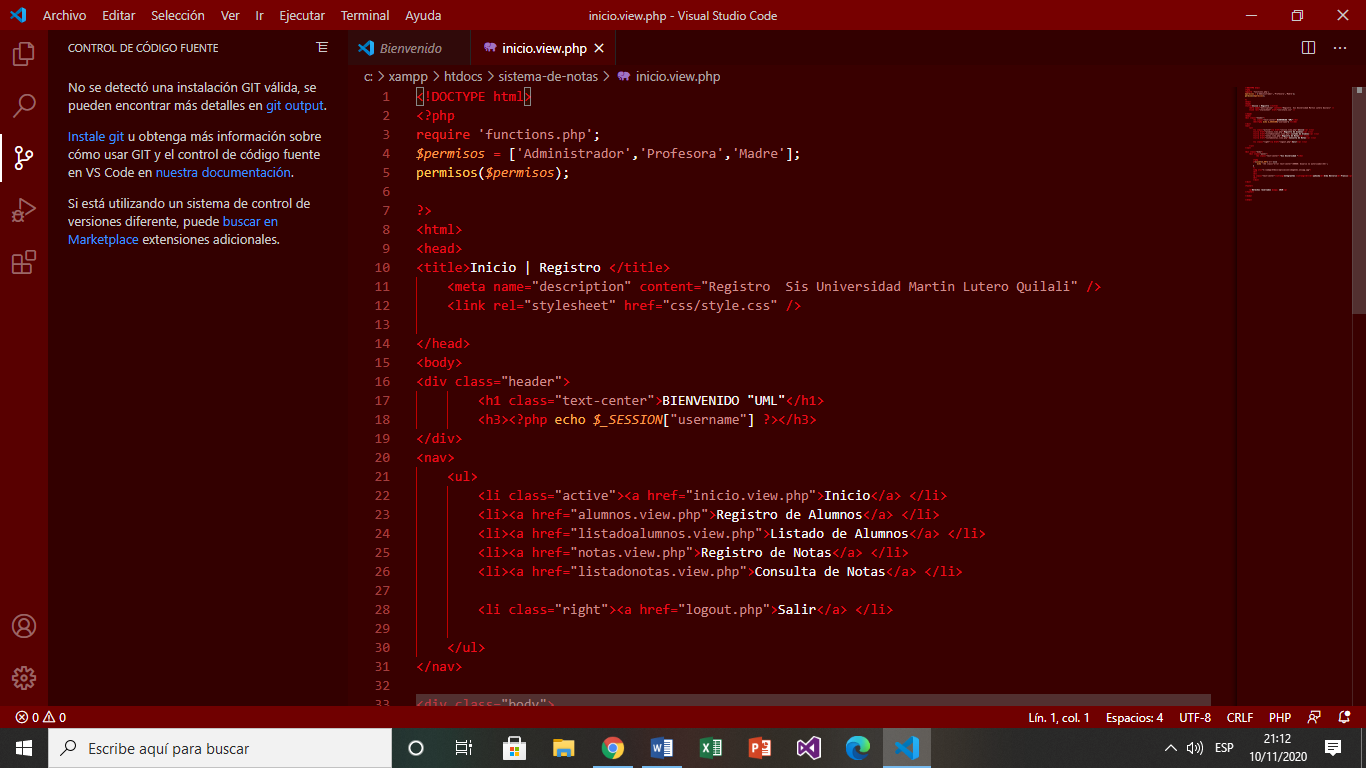 Archivo Editar Selección Ver Ir Ejecutar Terminal Ayuda
inicio.view.php - Visual Studio Code
CONTROL DE CÓDIGO FUENTE
No se detectó una instalación GIT válida, se
pueden encontrar más detalles en git output.
Instale git u obtenga más información sobre
cómo usar GIT y el control de código fuente
en VS Code en nuestra documentación.
Si está utilizando un sistema de control de
versiones diferente, puede buscar en
Marketplace extensiones adicionales.
Bienvenido inicio.view.php
c: > xampp > htdocs > sistema-de-notas > inicio.view.php
1 <!DOCTYPE html>
2 <?php
3 require 'functions.php';
4 $permisos = ['Administrador','Profesora','Madre'];
5 permisos($permisos);
6
7 ?>
8 <html>
9 <head>
10 <title>Inicio | Registro </title>
11 <meta name="description" content="Registro  Sis Universidad Martin Lutero Quilali" />
12 <link rel="stylesheet" href="css/style.css" />
13
14 </head>
15 <body>
16 <div class="header">
17 <h1 class="text-center">BIENVENIDO "UML"</h1>
18 <h3><?php echo $_SESSION["username"] ?></h3>
19 </div>
20 <nav>
21 <ul>
22 <li class="active"><a href="inicio.view.php">Inicio</a> </li>
23 <li><a href="alumnos.view.php">Registro de Alumnos</a> </li>
24 <li><a href="listadoalumnos.view.php">Listado de Alumnos</a> </li>
25 <li><a href="notas.view.php">Registro de Notas</a> </li>
26 <li><a href="listadonotas.view.php">Consulta de Notas</a> </li>
27
28 <li class="right"><a href="logout.php">Salir</a> </li>
29
30 </ul>
31 </nav>
32
33 <div class="body">
0 0
Lín. 1, col. 1 Espacios: 4 UTF-8 CRLF PHP
Escribe aquí para buscar
ESP
21:12
10/11/2020